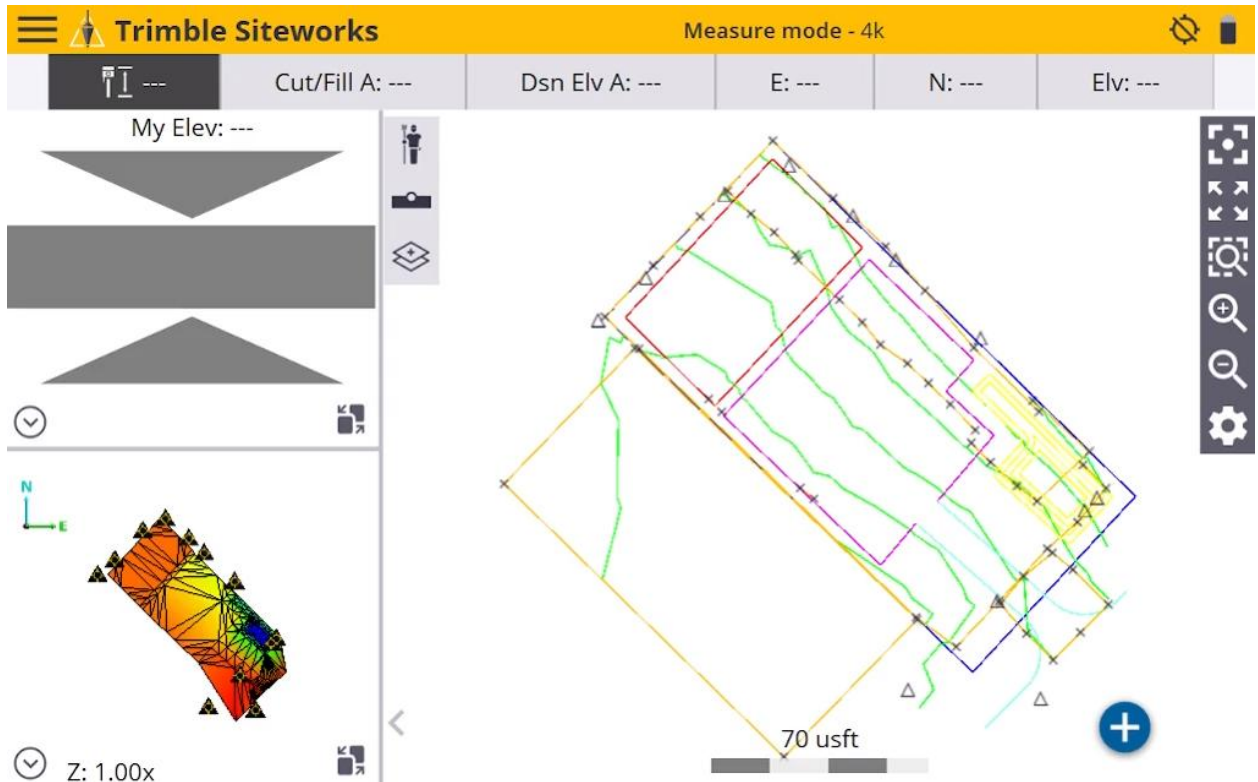 Trimble Siteworks
Measure mode - 4k
---
Cut/Fill A: ---
Dsn Elv A: ---
E: ---
N: ---
Elv: ---
My Elev: ---
N
E
Z: 1.00x
70 usft